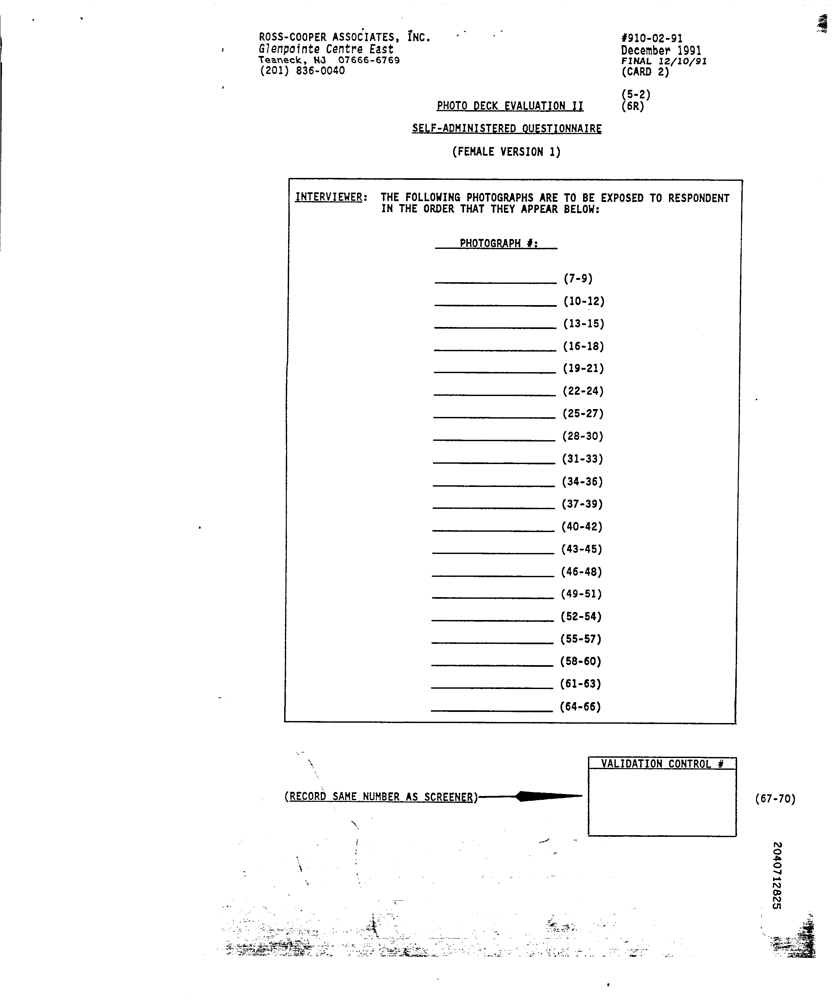 ROSS-COOPER ASSOCIATES, INC.
Glenpointe Centre East
Teaneck, NJ 07666-6769
(201) 836-0040
#910-02-91
December 1991
FINAL 12/10/91
(CARD 2)
(5-2)
(6R)
PHOTO DECK EVALUATION II
SELF-ADMINISTERED QUESTIONNAIRE
(FEMALE VERSION 1)
INTERVIEWER: THE FOLLOWING PHOTOGRAPHS ARE TO BE EXPOSED TO RESPONDENT
IN THE ORDER THAT THEY APPEAR BELOW:
PHOTOGRAPH #:
(7-9)
(10-12)
(13-15)
(16-18)
(19-21)
(22-24)
(25-27)
(28-30)
(31-33)
(34-36)
(37-39)
(40-42)
(43-45)
(46-48)
(49-51)
(52-54)
(55-57)
(58-60)
(61-63)
(64-66)
VALIDATION CONTROL #
(RECORD SAME NUMBER AS SCREENER)
(67-70)
2040712825